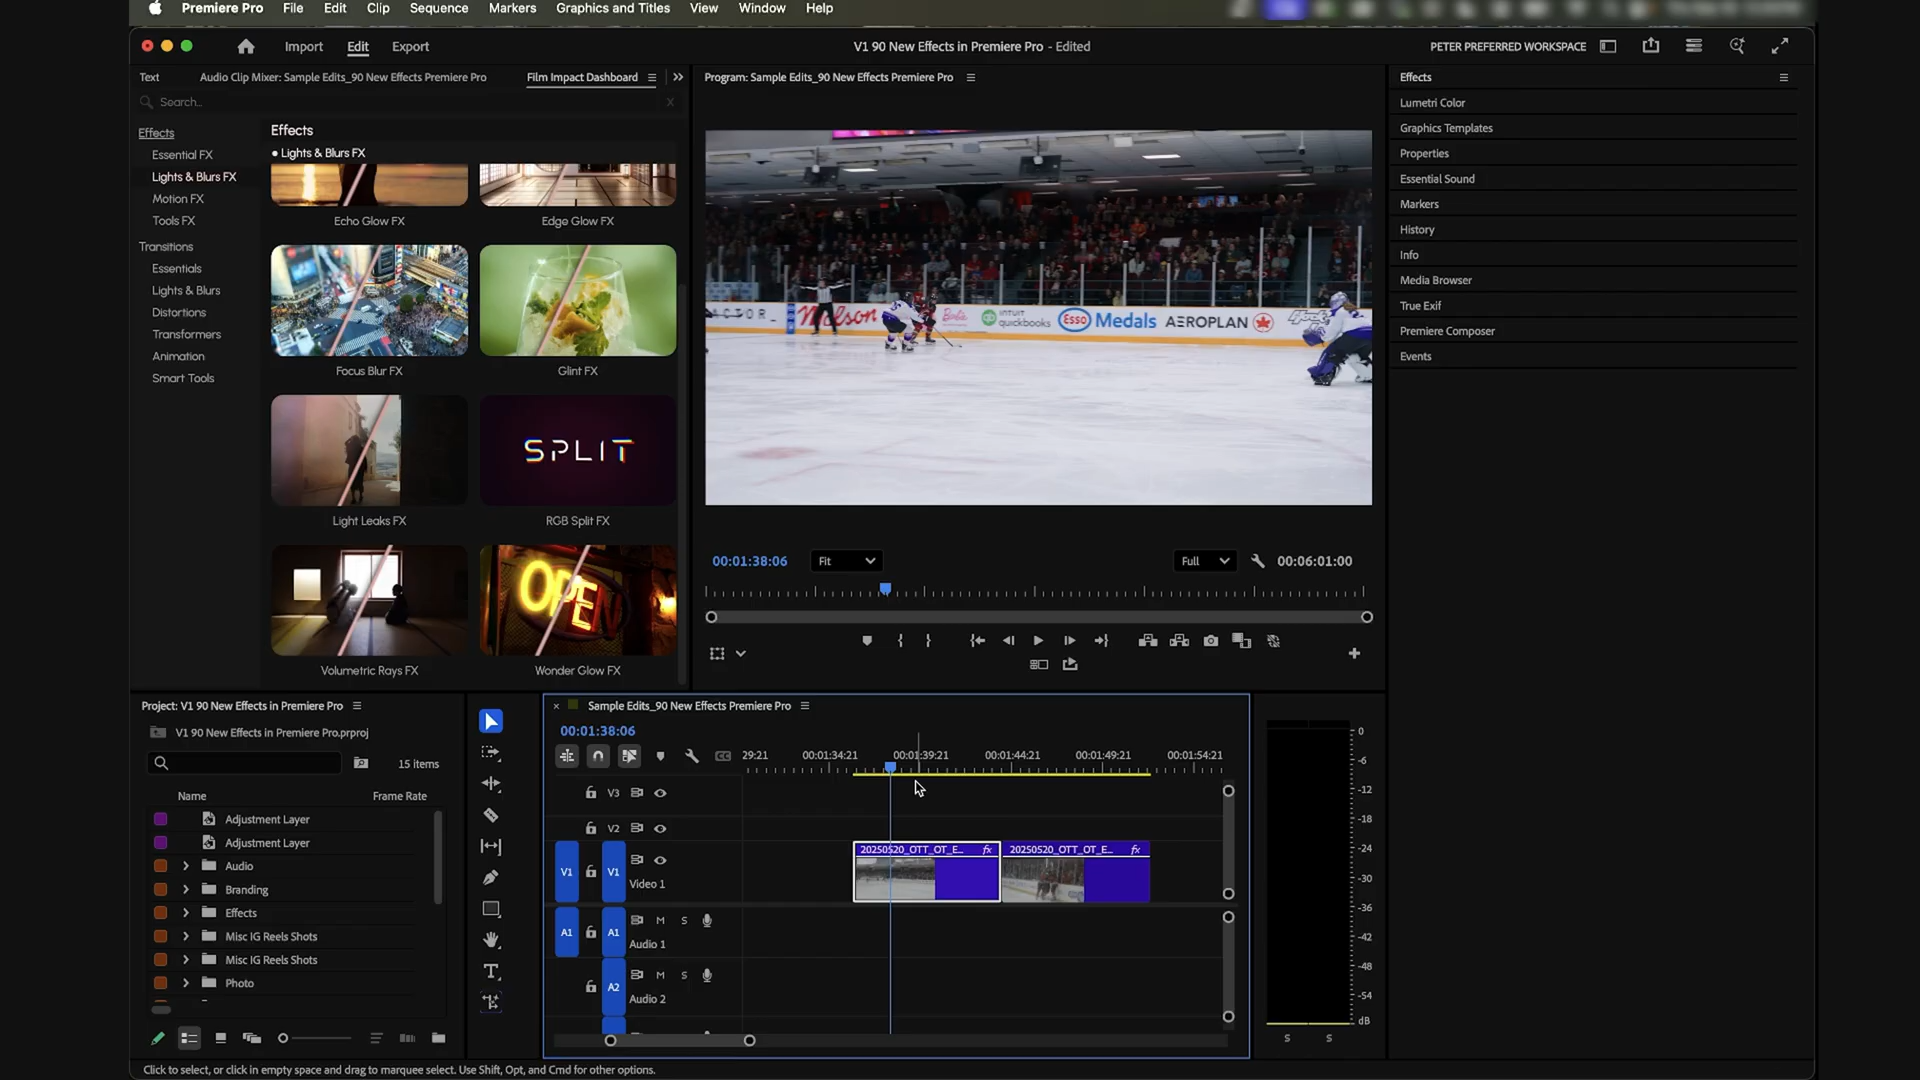 Premiere Pro File Edit Clip Sequence Markers Graphics and Titles View Window Help
Import Edit Export
V1 90 New Effects in Premiere Pro - Edited
PETER PREFERRED WORKSPACE
Text Audio Clip Mixer: Sample Edits_90 New Effects Premiere Pro Film Impact Dashboard
Search...
X
Effects
Essential FX
Lights & Blurs FX
Motion FX
Tools FX
Transitions
Essentials
Lights & Blurs
Distortions
Transformers
Animation
Smart Tools
Effects
• Lights & Blurs FX
Echo Glow FX Edge Glow FX
Focus Blur FX Glint FX
SPLIT
Light Leaks FX RGB Split FX
OPEN
Volumetric Rays FX Wonder Glow FX
Program: Sample Edits_90 New Effects Premiere Pro
Molson Barbie INTUIT quickbooks Esso Medals AEROPLAN
00:01:38:06 Fit Full 00:06:01:00
Effects
Lumetri Color
Graphics Templates
Properties
Essential Sound
Markers
History
Info
Media Browser
True Exif
Premiere Composer
Events
Project: V1 90 New Effects in Premiere Pro
V1 90 New Effects in Premiere Pro.prproj
15 items
Name Frame Rate
Adjustment Layer
Adjustment Layer
Audio
Branding
Effects
Misc IG Reels Shots
Misc IG Reels Shots
Photo
Sample Edits_90 New Effects Premiere Pro
00:01:38:06
CC
29:21 00:01:34:21 00:01:39:21 00:01:44:21 00:01:49:21 00:01:54:21
V3
V2
20250520_OTT_OT_E... fx 20250520_OTT_OT_E... fx
V1 V1 Video 1
M S
A1 A1 Audio 1
M S
A2 Audio 2
0
-6
-12
-18
-24
-30
-36
-42
-48
-54
dB
S S
Click to select, or click in empty space and drag to marquee select. Use Shift, Opt, and Cmd for other options.